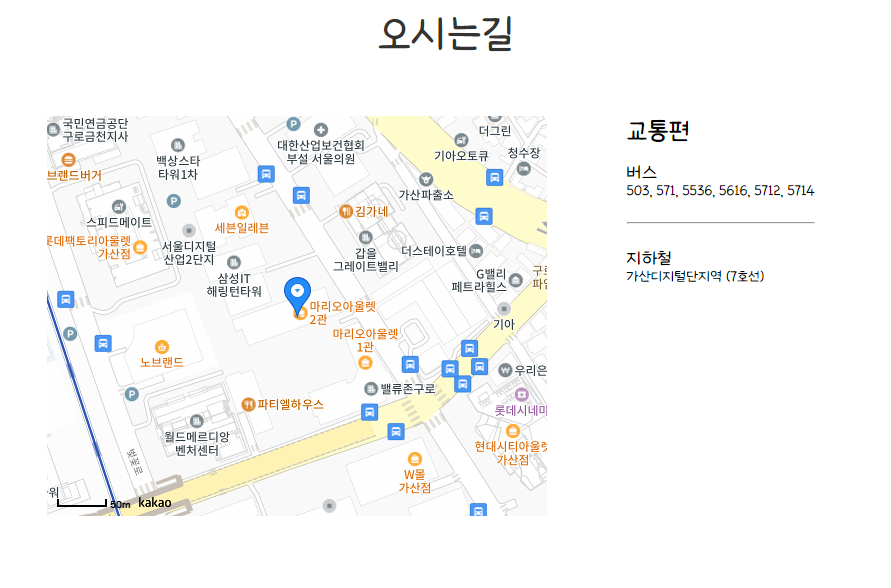 오시는길
국민연금공단
구로금천지사
대한산업보건협회
부설 서울의원
더그린
기아오토큐
청수장
백상스타
타워1차
브랜드버거
가산파출소
스피드메이트
세븐일레븐
김가네
롯데팩토리아울렛
가산점
서울디지털
산업2단지
갑을
그레이트밸리
더스테이호텔
삼성IT
해링턴타워
G밸리
페트라힐스
기아
마리오아울렛
2관
마리오아울렛
1관
노브랜드
우리은
밸류존구로
파티엘하우스
롯데시네마
월드메르디앙
벤처센터
현대시티아울렛
가산점
벚꽃로
W몰
가산점
50m kakao
교통편
버스
503, 571, 5536, 5616, 5712, 5714
지하철
가산디지털단지역 (7호선)